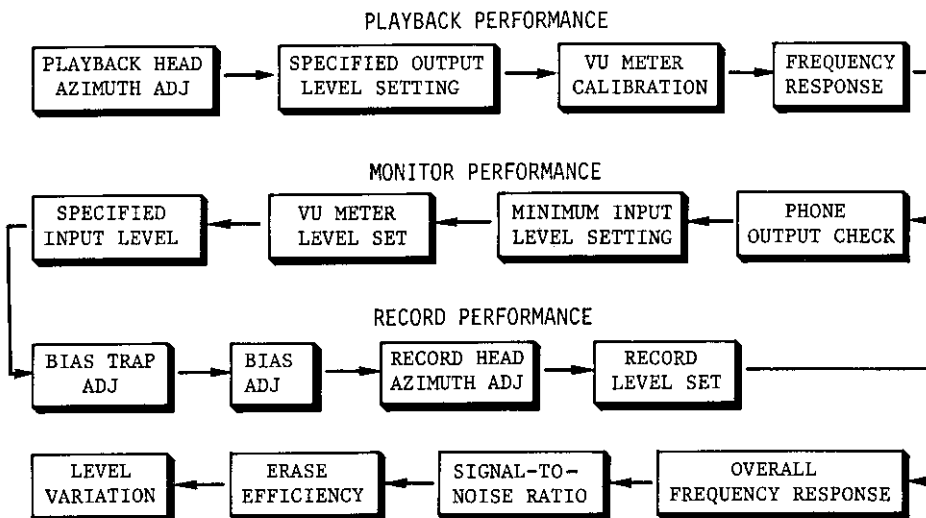 PLAYBACK PERFORMANCE
PLAYBACK HEAD
AZIMUTH ADJ
SPECIFIED OUTPUT
LEVEL SETTING
VU METER
CALIBRATION
FREQUENCY
RESPONSE
MONITOR PERFORMANCE
SPECIFIED
INPUT LEVEL
VU METER
LEVEL SET
MINIMUM INPUT
LEVEL SETTING
PHONE
OUTPUT CHECK
RECORD PERFORMANCE
BIAS TRAP
ADJ
BIAS
ADJ
RECORD HEAD
AZIMUTH ADJ
RECORD
LEVEL SET
LEVEL
VARIATION
ERASE
EFFICIENCY
SIGNAL-TO-
NOISE RATIO
OVERALL
FREQUENCY RESPONSE